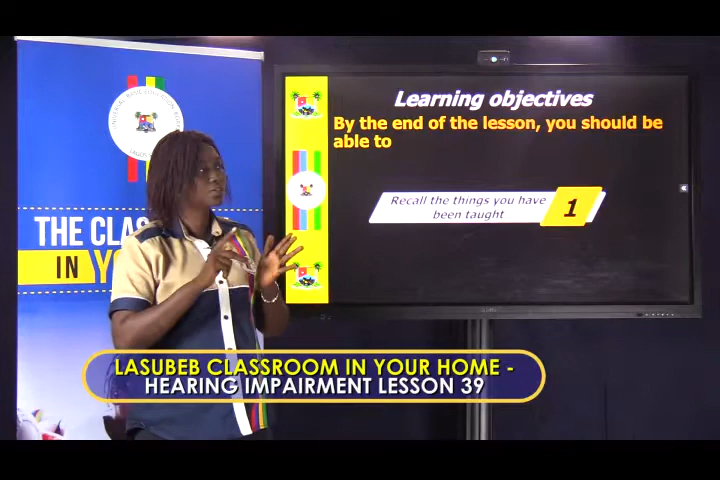 Learning objectives
By the end of the lesson, you should be
able to
Recall the things you have
been taught
1
THE CLAS
IN YO
LASUBEB CLASSROOM IN YOUR HOME -
HEARING IMPAIRMENT LESSON 39